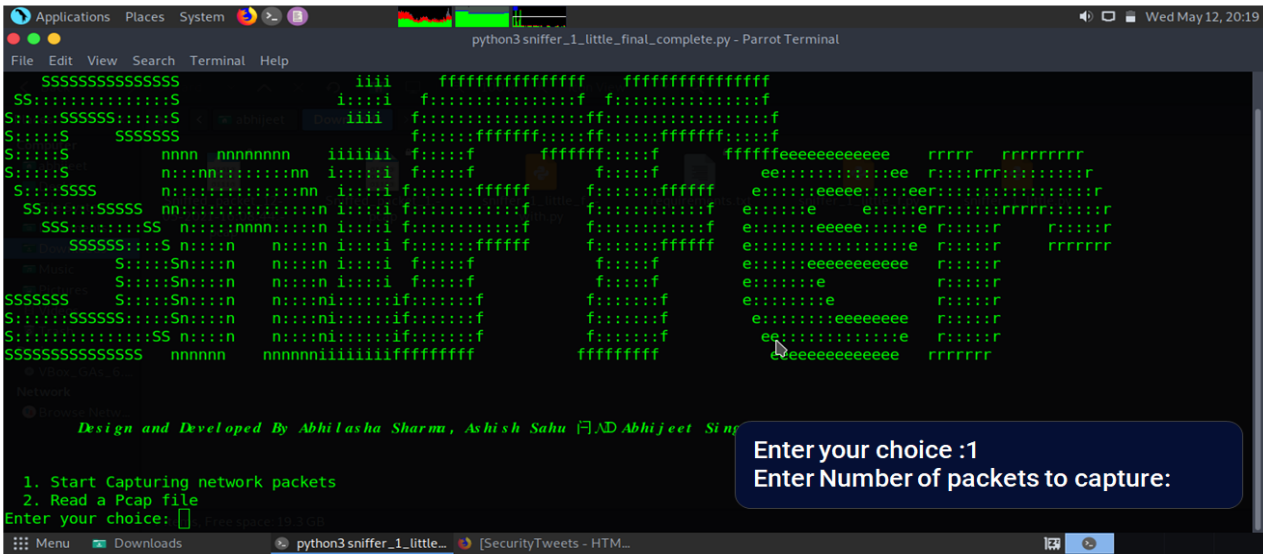 Applications Places System
Wed May 12, 20:19
python3 sniffer_1_little_final_complete.py - Parrot Terminal
File Edit View Search Terminal Help
Sniffer
Design and Developed By Abhilasha Sharma, Ashish Sahu AND Abhijeet Sing
1. Start Capturing network packets
2. Read a Pcap file
Enter your choice:
Enter your choice :1
Enter Number of packets to capture:
Menu Downloads python3 sniffer_1_little... [SecurityTweets - HTM...